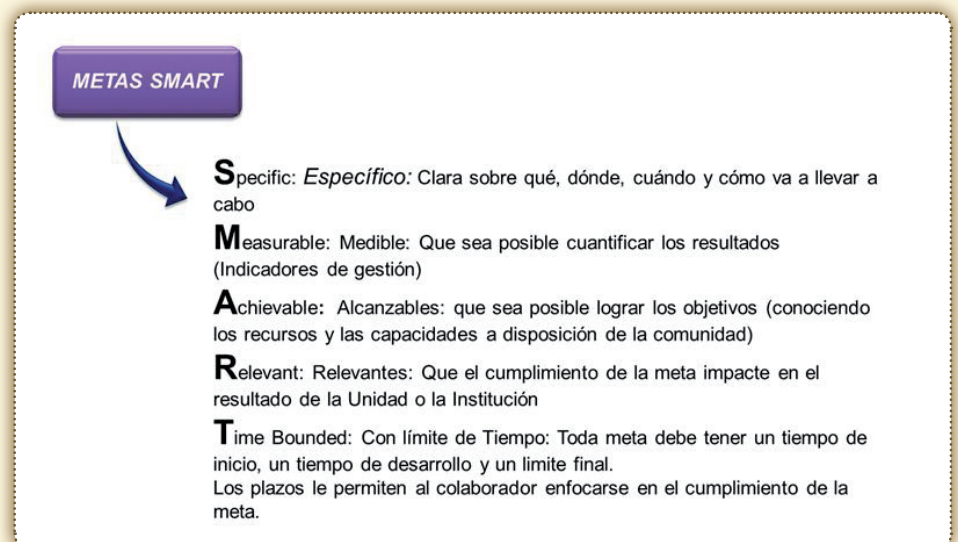 METAS SMART
Specific: Específico: Clara sobre qué, dónde, cuándo y cómo va a llevar a
cabo
Measurable: Medible: Que sea posible cuantificar los resultados
(Indicadores de gestión)
Achievable: Alcanzables: que sea posible lograr los objetivos (conociendo
los recursos y las capacidades a disposición de la comunidad)
Relevant: Relevantes: Que el cumplimiento de la meta impacte en el
resultado de la Unidad o la Institución
Time Bounded: Con límite de Tiempo: Toda meta debe tener un tiempo de
inicio, un tiempo de desarrollo y un limite final.
Los plazos le permiten al colaborador enfocarse en el cumplimiento de la
meta.